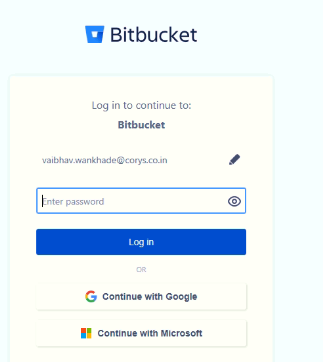 Bitbucket
Log in to continue to:
Bitbucket
vaibhav.wankhade@corys.co.in
Enter password
Log in
OR
Continue with Google
Continue with Microsoft